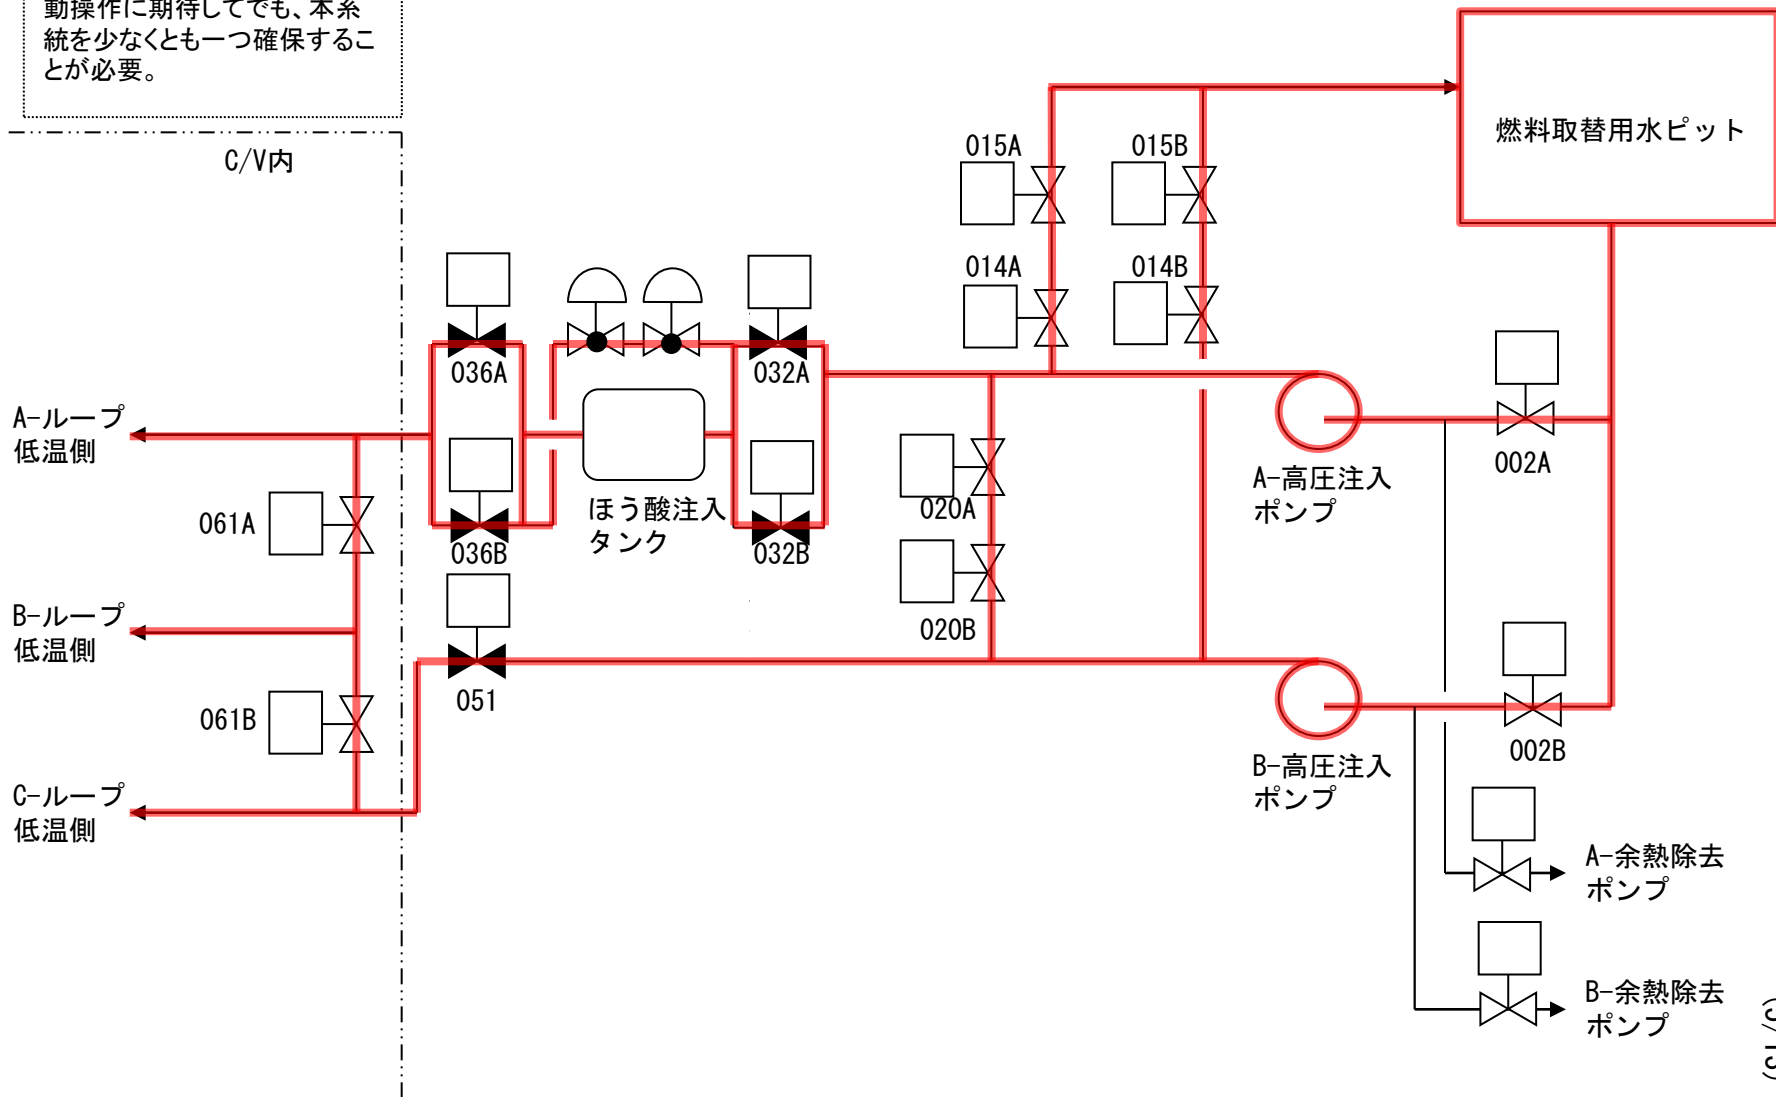 動操作に期待してでも、本系
統を少なくとも一つ確保するこ
とが必要。
C/V内
燃料取替用水ピット
015A
015B
014A
014B
036A
032A
002A
A-ループ
低温側
A-高圧注入
ポンプ
061A
020A
ほう酸注入
タンク
036B
032B
B-ループ
低温側
020B
051
061B
002B
B-高圧注入
ポンプ
C-ループ
低温側
A-余熱除去
ポンプ
B-余熱除去
ポンプ